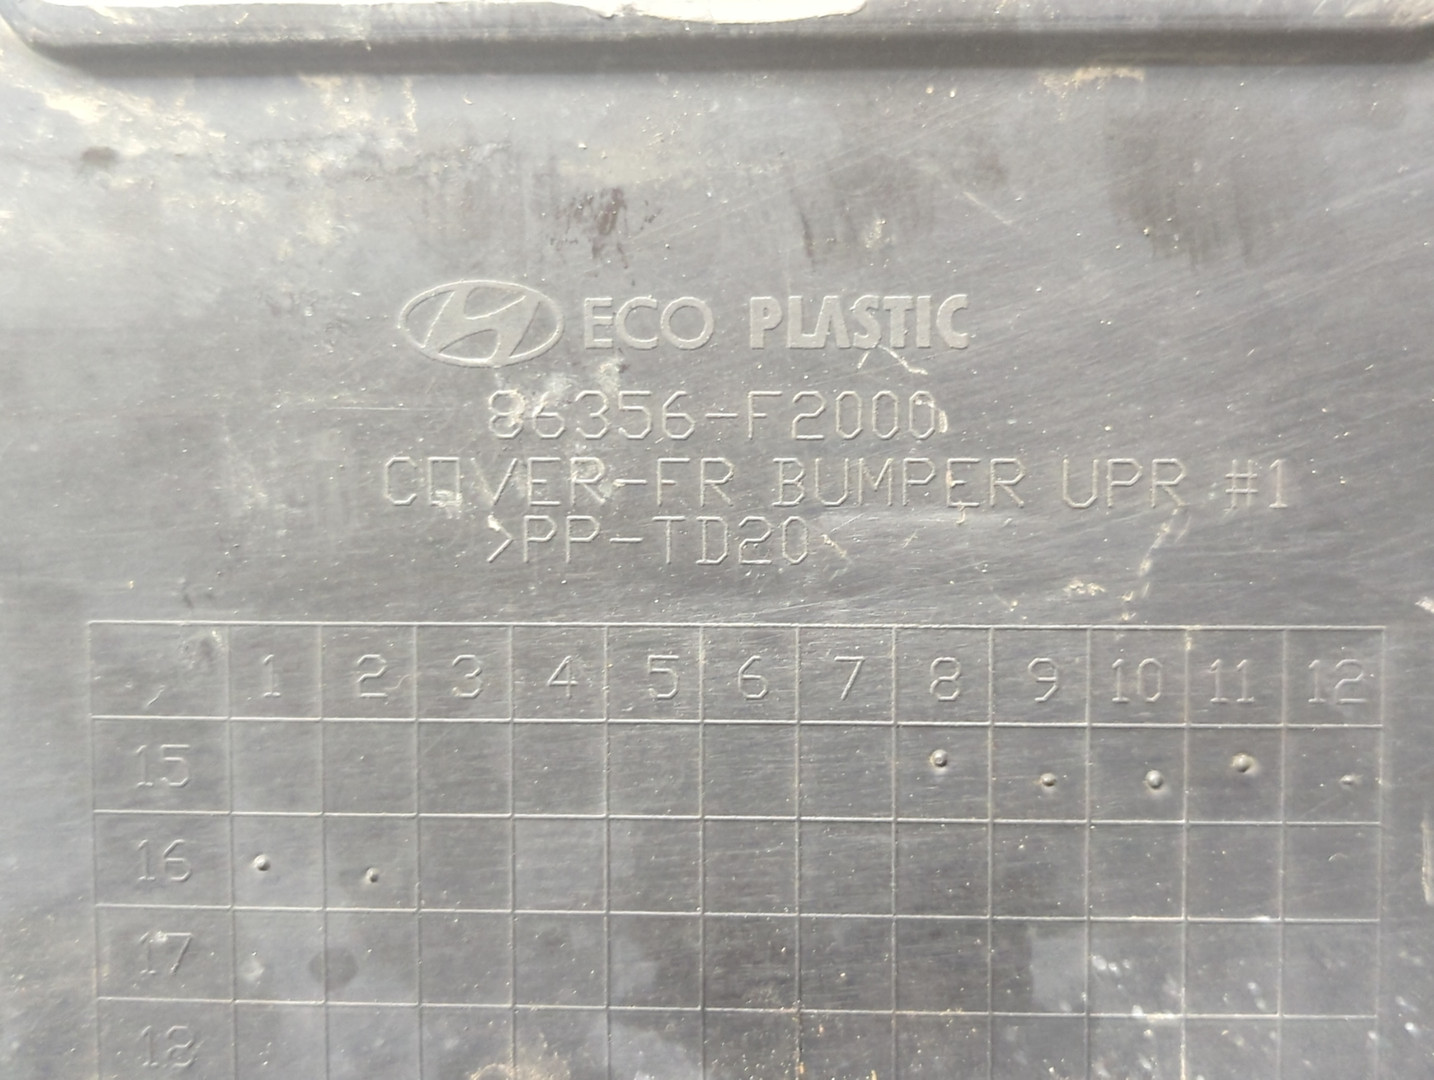 ECO PLASTIC
86356-F2000
COVER-FR BUMPER UPR #1
>PP-TD20
1 2 3 4 5 6 7 8 9 10 11 12
15
16
17
18